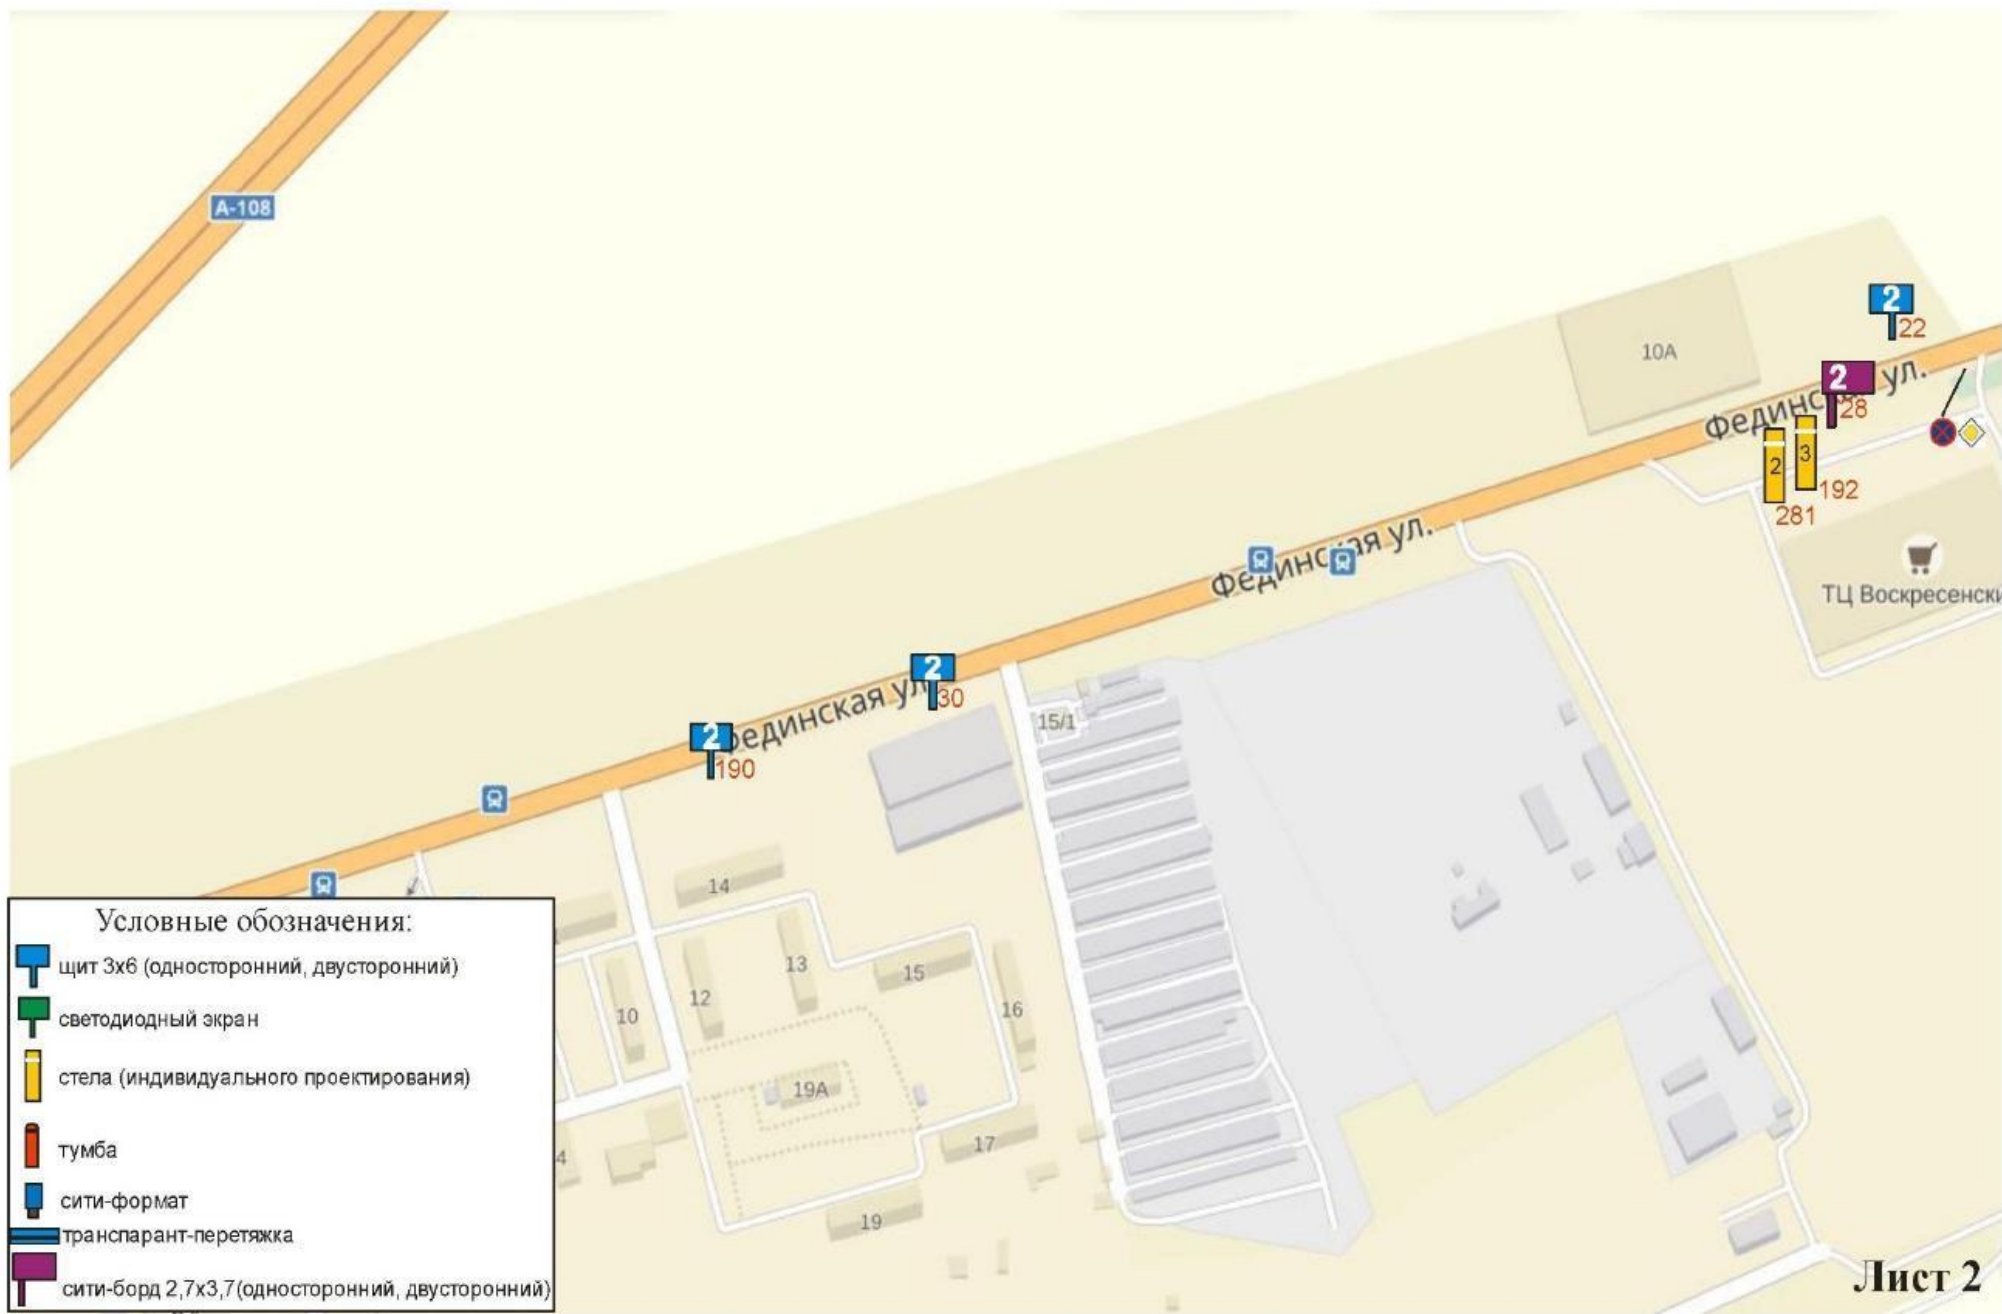 А-108
10А
2
22
2
Фединская ул.
28
2
3
192
281
Фединская ул.
ТЦ Воскресенски
2
30
Фединская ул.
15/1
2
190
14
13
15
12
16
10
19А
17
4
19
Условные обозначения:
щит 3х6 (односторонний, двусторонний)
светодиодный экран
стела (индивидуального проектирования)
тумба
сити-формат
транспарант-перетяжка
сити-борд 2,7х3,7(односторонний, двусторонний)
Лист 2